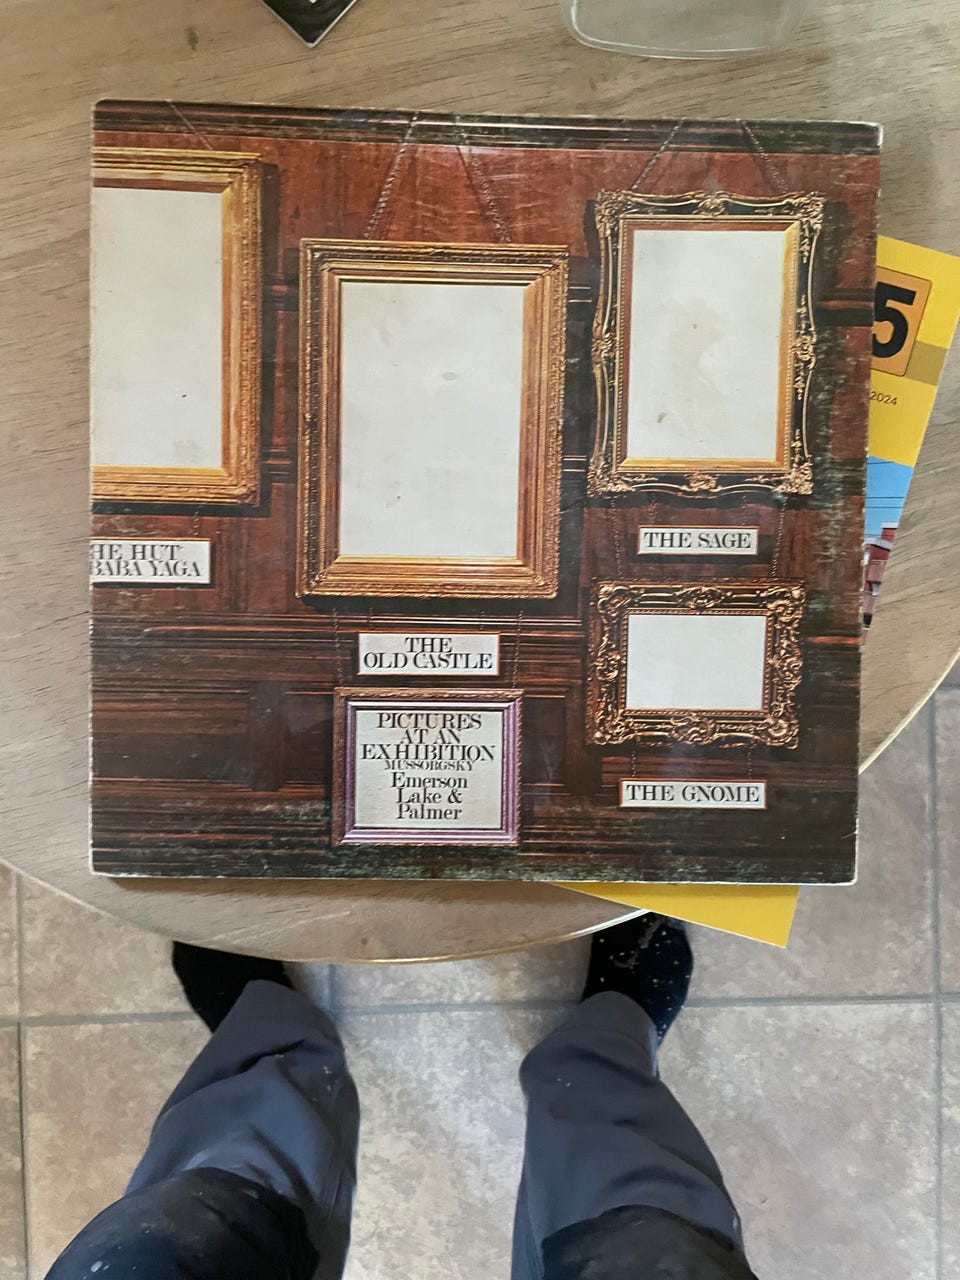 HE HUT
BABA YAGA
THE
OLD CASTLE
PICTURES
AT AN
EXHIBITION
MUSSORGSKY
Emerson
Lake &
Palmer
THE SAGE
THE GNOME
5
2024